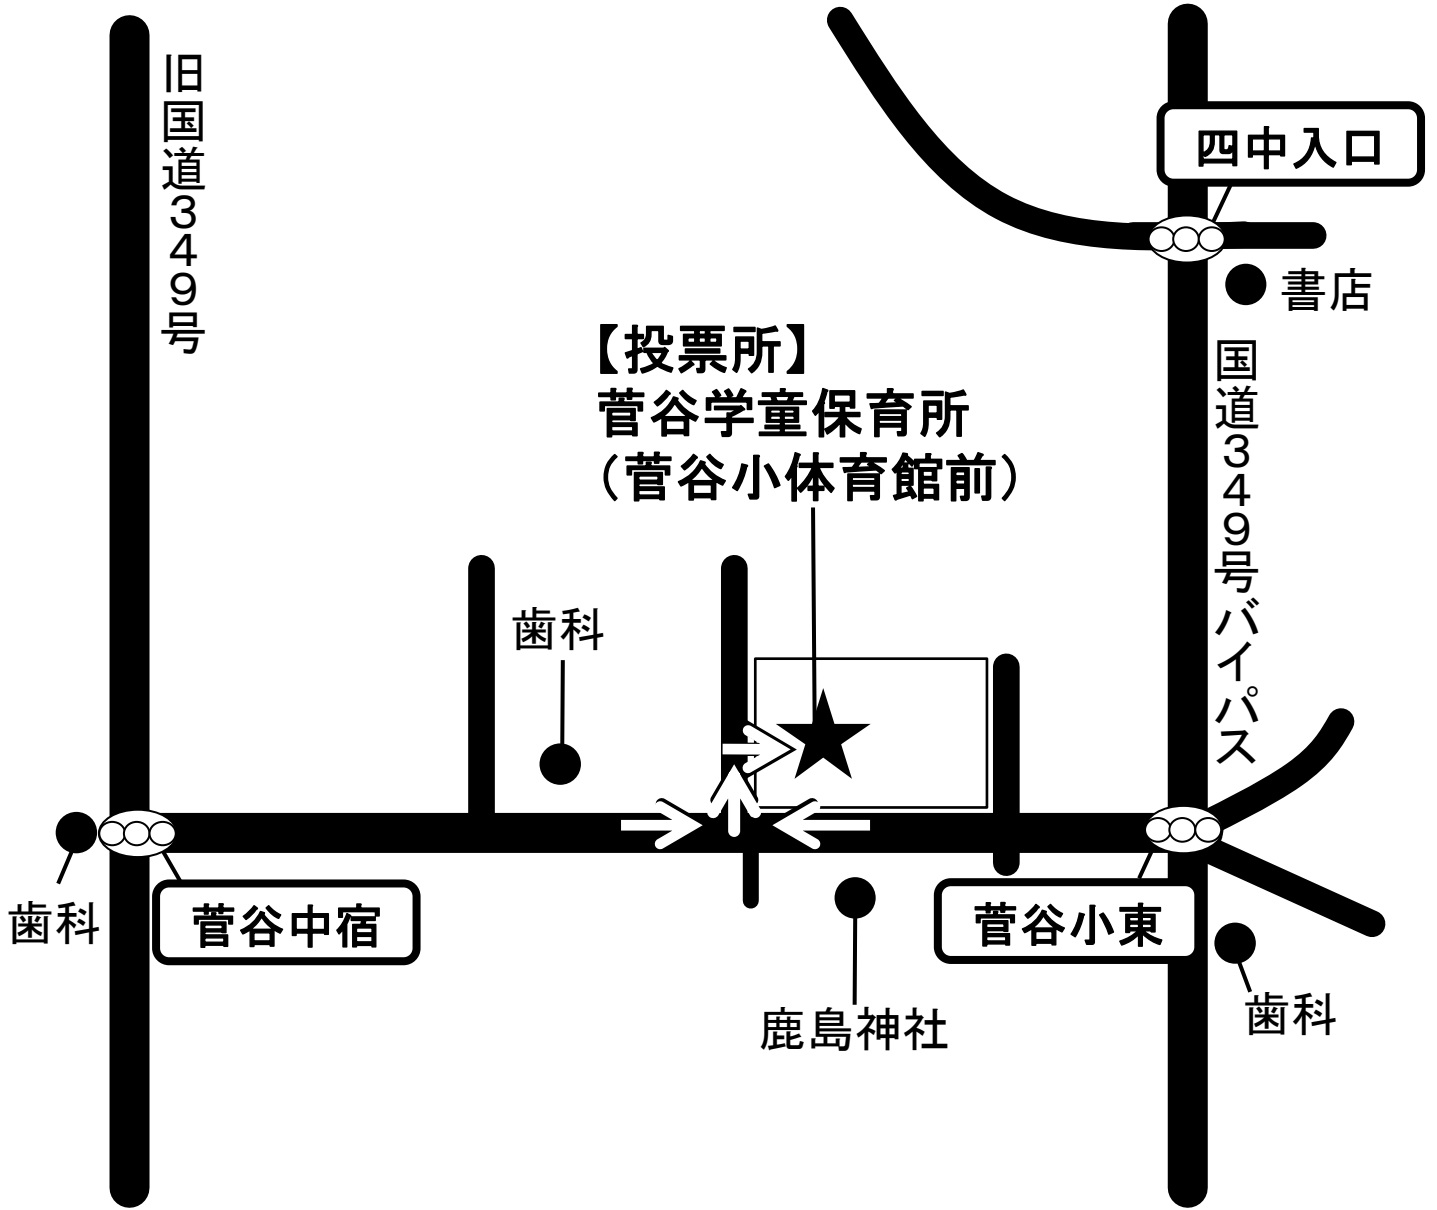 旧国道３４９号
四中入口
書店
国道３４９号バイパス
【投票所】
菅谷学童保育所
（菅谷小体育館前）
歯科
歯科
菅谷中宿
菅谷小東
鹿島神社
歯科